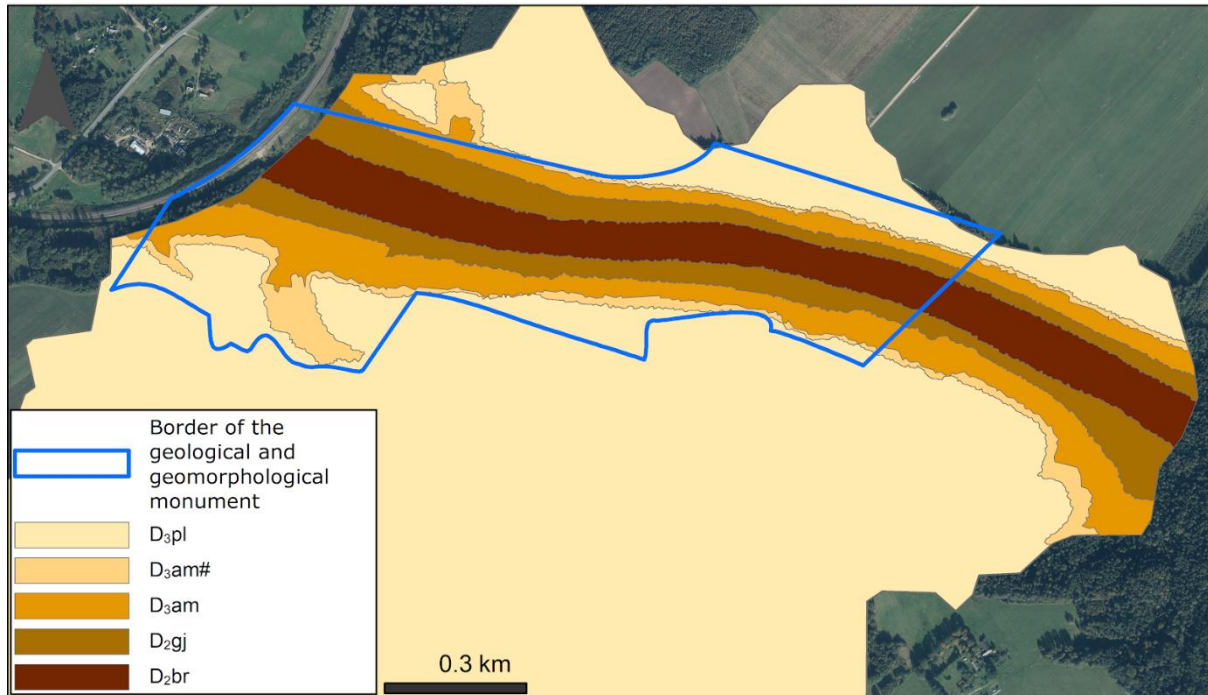 Border of the
geological and
geomorphological
monument
D₃pl
D₃am#
D₃am
D₂gj
D₂br
0.3 km